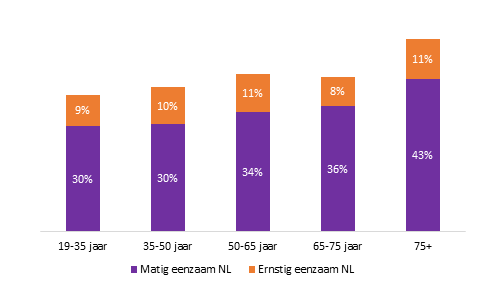 11%
11%
8%
10%
9%
43%
36%
34%
30%
30%
19-35 jaar
35-50 jaar
50-65 jaar
65-75 jaar
75+
Matig eenzaam NL
Ernstig eenzaam NL